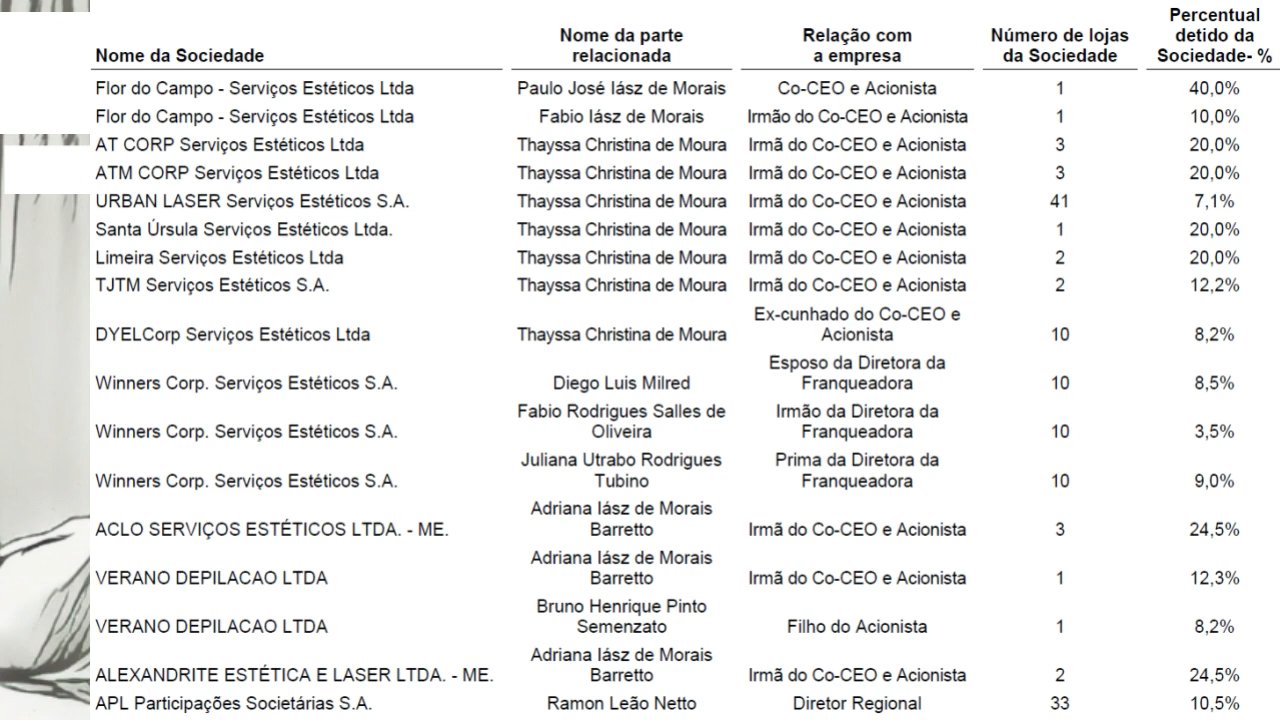 Nome da Sociedade Nome da parte relacionada Relação com a empresa Número de lojas da Sociedade Percentual detido da Sociedade- %
Flor do Campo - Serviços Estéticos Ltda Paulo José Iász de Morais Co-CEO e Acionista 1 40,0%
Flor do Campo - Serviços Estéticos Ltda Fabio Iász de Morais Irmão do Co-CEO e Acionista 1 10,0%
AT CORP Serviços Estéticos Ltda Thayssa Christina de Moura Irmã do Co-CEO e Acionista 3 20,0%
ATM CORP Serviços Estéticos Ltda Thayssa Christina de Moura Irmã do Co-CEO e Acionista 3 20,0%
URBAN LASER Serviços Estéticos S.A. Thayssa Christina de Moura Irmã do Co-CEO e Acionista 41 7,1%
Santa Úrsula Serviços Estéticos Ltda. Thayssa Christina de Moura Irmã do Co-CEO e Acionista 1 20,0%
Limeira Serviços Estéticos Ltda Thayssa Christina de Moura Irmã do Co-CEO e Acionista 2 20,0%
TJTM Serviços Estéticos S.A. Thayssa Christina de Moura Irmã do Co-CEO e Acionista 2 12,2%
DYELCorp Serviços Estéticos Ltda Thayssa Christina de Moura Ex-cunhado do Co-CEO e Acionista 10 8,2%
Winners Corp. Serviços Estéticos S.A. Diego Luis Milred Esposo da Diretora da Franqueadora 10 8,5%
Winners Corp. Serviços Estéticos S.A. Fabio Rodrigues Salles de Oliveira Irmão da Diretora da Franqueadora 10 3,5%
Winners Corp. Serviços Estéticos S.A. Juliana Utrabo Rodrigues Tubino Prima da Diretora da Franqueadora 10 9,0%
ACLO SERVIÇOS ESTÉTICOS LTDA. - ME. Adriana Iász de Morais Barretto Irmã do Co-CEO e Acionista 3 24,5%
VERANO DEPILACAO LTDA Adriana Iász de Morais Barretto Irmã do Co-CEO e Acionista 1 12,3%
VERANO DEPILACAO LTDA Bruno Henrique Pinto Semenzato Filho do Acionista 1 8,2%
ALEXANDRITE ESTÉTICA E LASER LTDA. - ME. Adriana Iász de Morais Barretto Irmã do Co-CEO e Acionista 2 24,5%
APL Participações Societárias S.A. Ramon Leão Netto Diretor Regional 33 10,5%